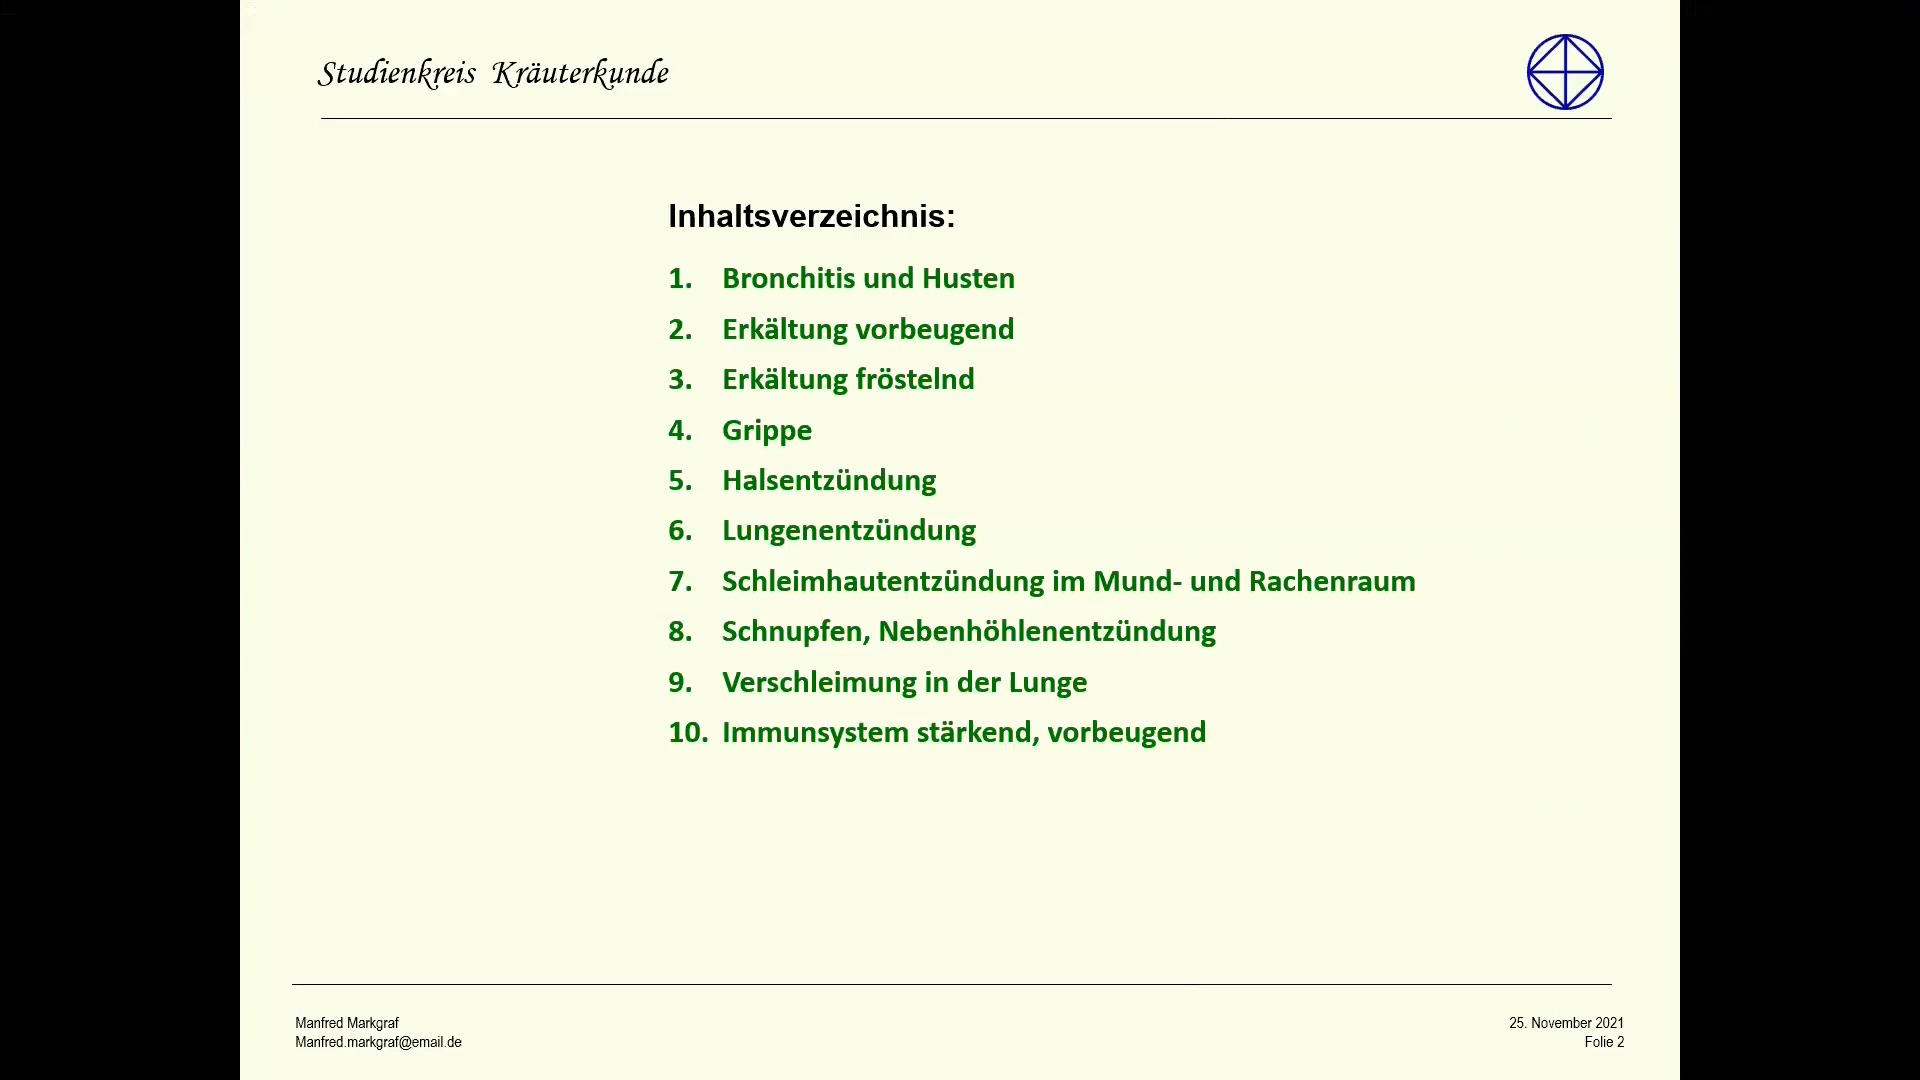 Studienkreis Kräuterkunde
Inhaltsverzeichnis:
1. Bronchitis und Husten
2. Erkältung vorbeugend
3. Erkältung fröstelnd
4. Grippe
5. Halsentzündung
6. Lungenentzündung
7. Schleimhautentzündung im Mund- und Rachenraum
8. Schnupfen, Nebenhöhlenentzündung
9. Verschleimung in der Lunge
10. Immunsystem stärkend, vorbeugend
Manfred Markgraf
Manfred.markgraf@email.de
25. November 2021
Folie 2